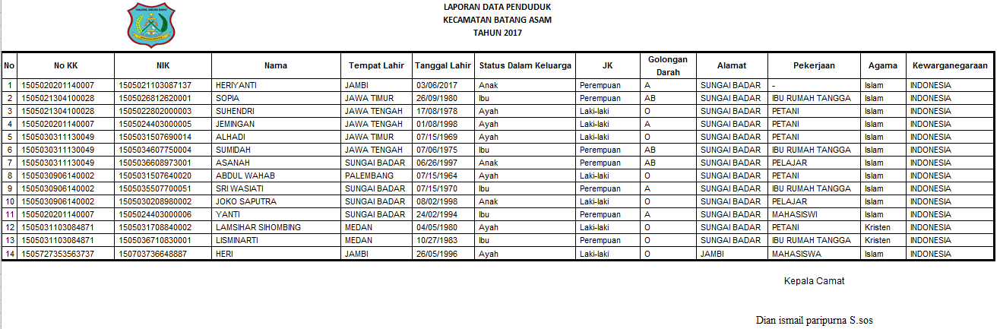 LAPORAN DATA PENDUDUK
KECAMATAN BATANG ASAM
TAHUN 2017
TANJUNG JABUNG BARAT
No No KK NIK Nama Tempat Lahir Tanggal Lahir Status Dalam Keluarga JK Golongan Darah Alamat Pekerjaan Agama Kewarganegaraan
1 1505020201140007 1505021103087137 HERIYANTI JAMBI 03/06/2017 Anak Perempuan A SUNGAI BADAR - Islam INDONESIA
2 1505021304100028 1505026812620001 SOPIA JAWA TIMUR 26/09/1980 Ibu Perempuan AB SUNGAI BADAR IBU RUMAH TANGGA Islam INDONESIA
3 1505021304100028 1505022802000003 SUHENDRI JAWA TENGAH 17/08/1978 Ayah Laki-laki O SUNGAI BADAR PETANI Islam INDONESIA
4 1505020201140007 1505024403000005 JEMINGAN JAWA TENGAH 01/08/1998 Ayah Laki-laki A SUNGAI BADAR PETANI Islam INDONESIA
5 1505030311130049 1505031507690014 ALHADI JAWA TIMUR 07/15/1969 Ayah Laki-laki O SUNGAI BADAR PETANI Islam INDONESIA
6 1505030311130049 1505034607750004 SUMIDAH JAWA TENGAH 07/06/1975 Ibu Perempuan AB SUNGAI BADAR IBU RUMAH TANGGA Islam INDONESIA
7 1505030311130049 1505036608973001 ASANAH SUNGAI BADAR 06/26/1997 Anak Perempuan AB SUNGAI BADAR PELAJAR Islam INDONESIA
8 1505030906140002 1505031507640020 ABDUL WAHAB PALEMBANG 07/15/1964 Ayah Laki-laki O SUNGAI BADAR PETANI Islam INDONESIA
9 1505030906140002 1505035507700051 SRI WASIATI SUNGAI BADAR 07/15/1970 Ibu Perempuan A SUNGAI BADAR IBU RUMAH TANGGA Islam INDONESIA
10 1505030906140002 1505030208980002 JOKO SAPUTRA SUNGAI BADAR 08/02/1998 Anak Laki-laki O SUNGAI BADAR PELAJAR Islam INDONESIA
11 1505020201140007 1505024403000006 YANTI SUNGAI BADAR 24/02/1994 Ibu Perempuan A SUNGAI BADAR MAHASISWI Islam INDONESIA
12 1505031103084871 1505031708840002 LAMSIHAR SIHOMBING MEDAN 04/05/1980 Ayah Laki-laki O SUNGAI BADAR PETANI Kristen INDONESIA
13 1505031103084871 1505036710830001 LISMINARTI MEDAN 10/27/1983 Ibu Perempuan O SUNGAI BADAR IBU RUMAH TANGGA Kristen INDONESIA
14 1505727353563737 150703736648887 HERI JAMBI 26/05/1996 Ayah Laki-laki O JAMBI MAHASISWA Islam INDONESIA
Kepala Camat
Dian ismail paripurna S.sos